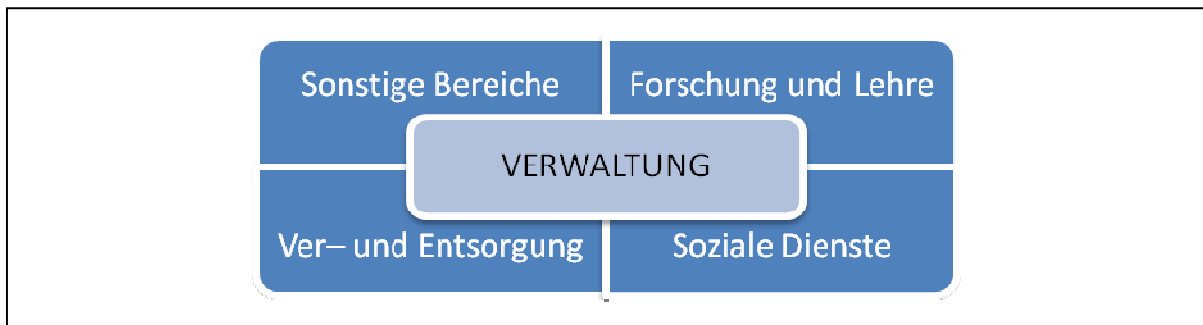 Sonstige Bereiche
Forschung und Lehre
VERWALTUNG
Ver– und Entsorgung
Soziale Dienste